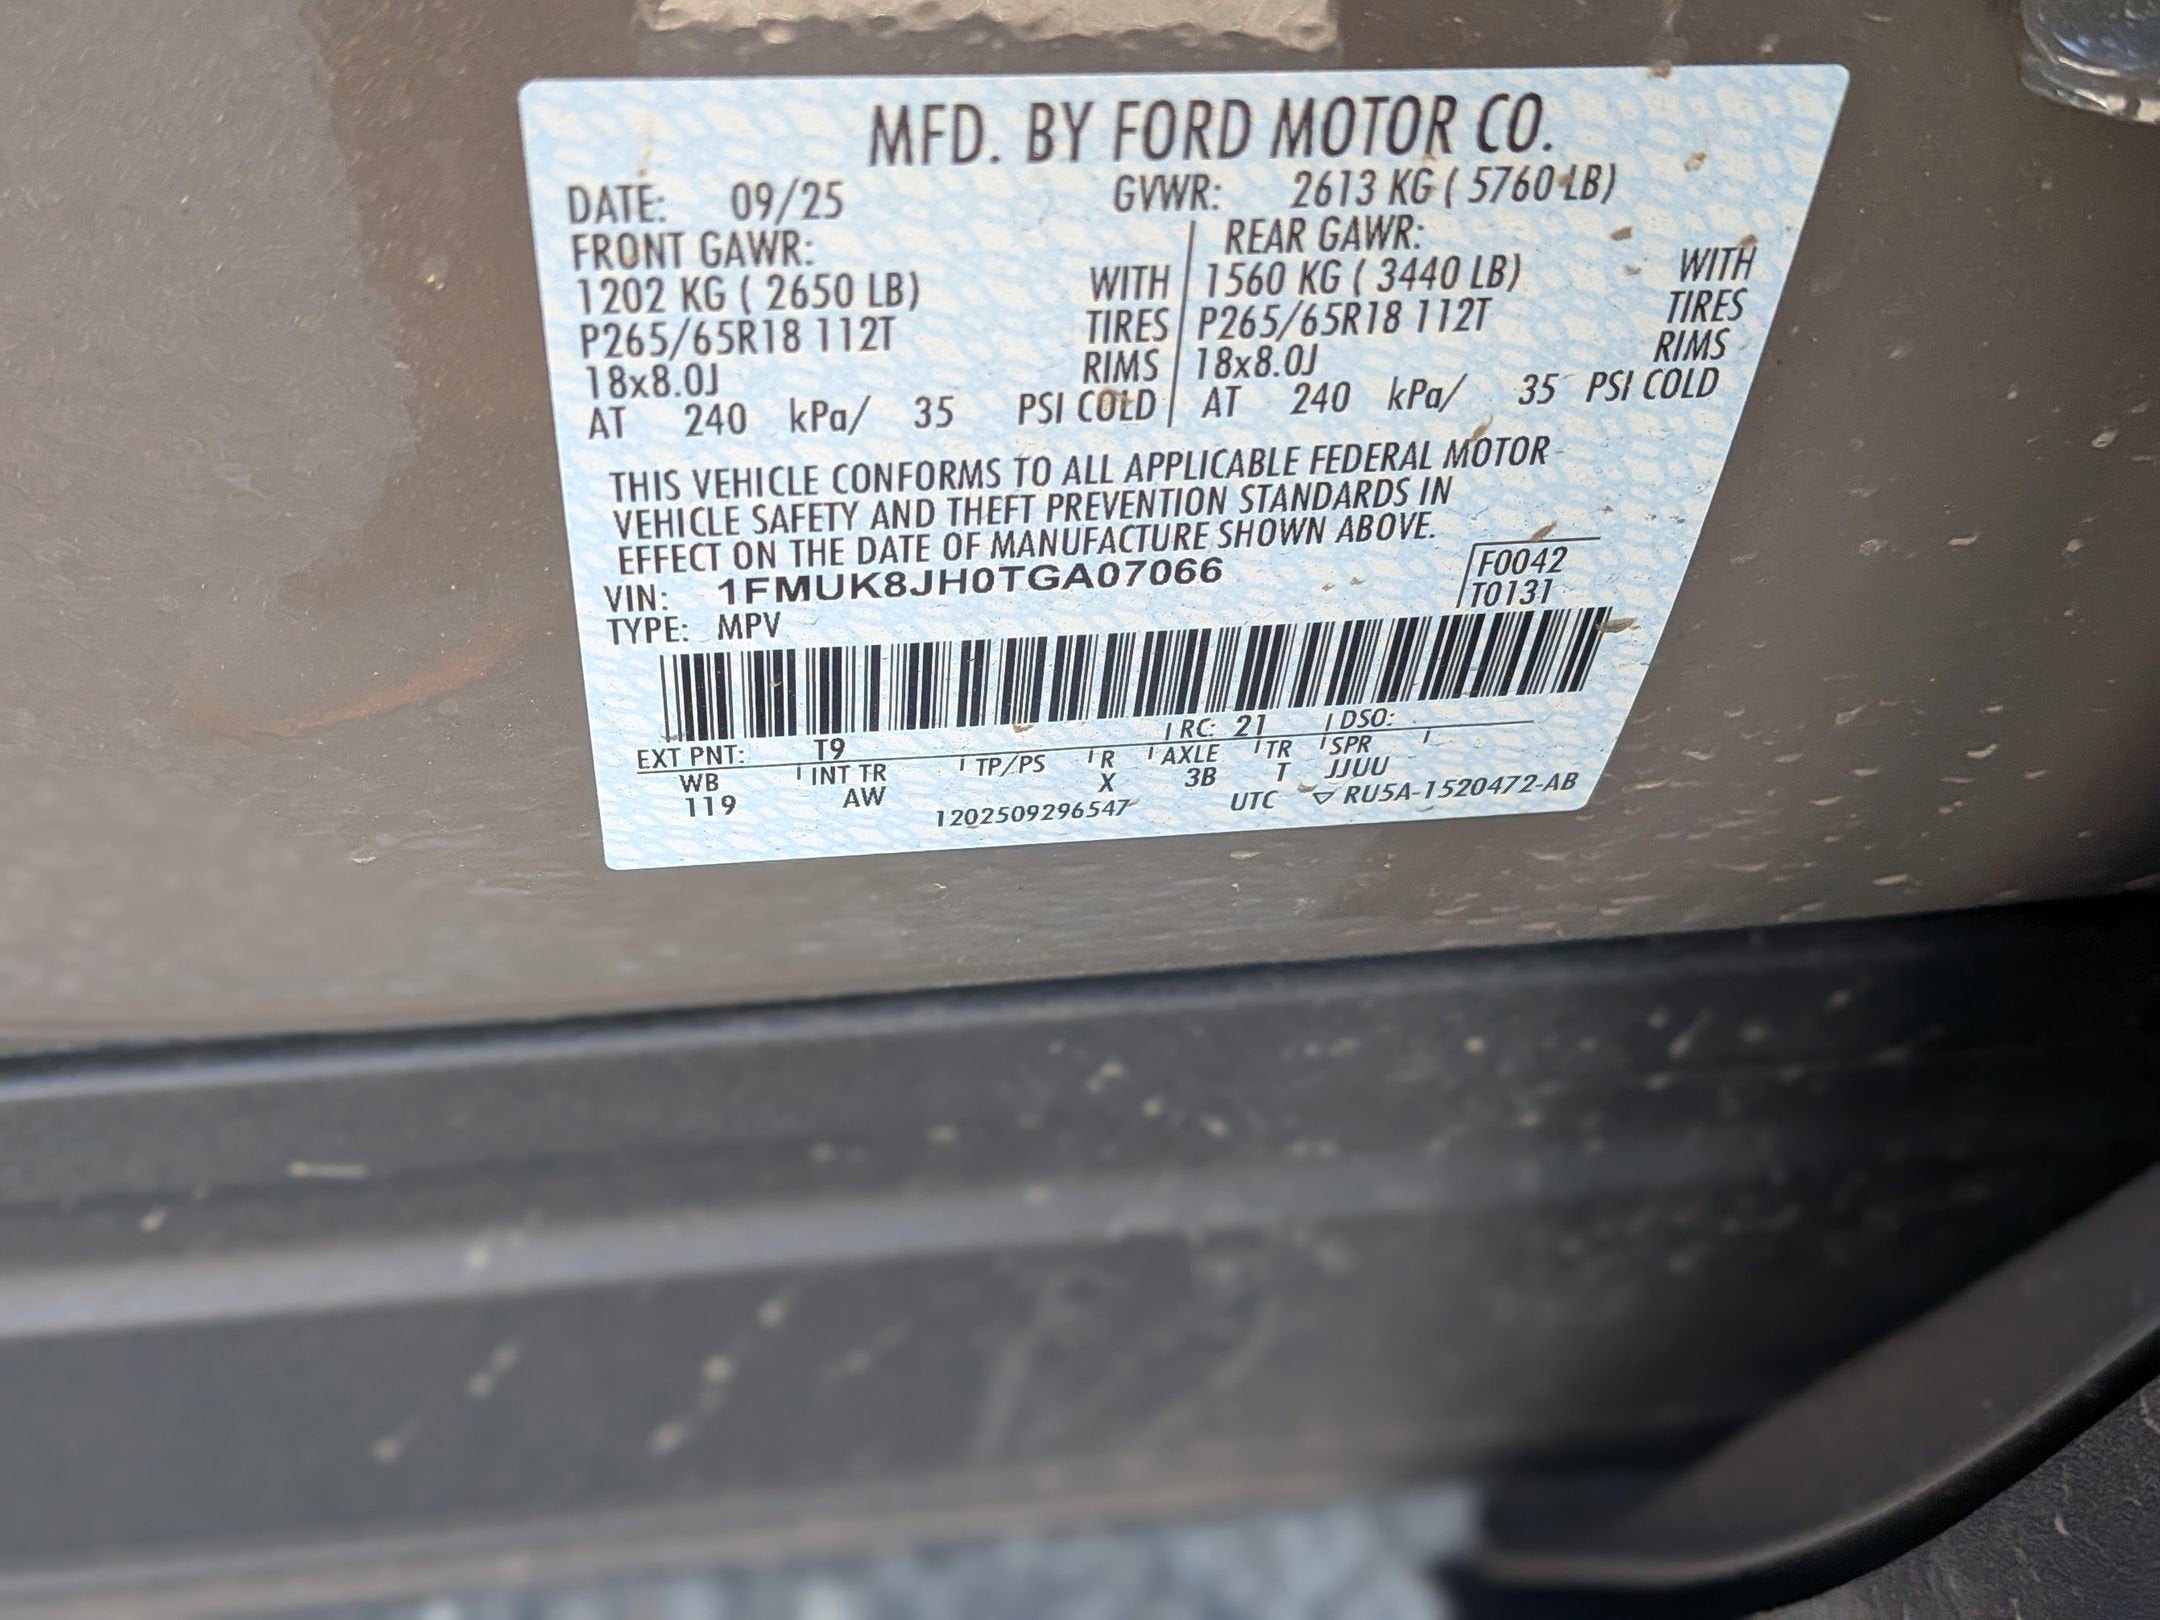 MFD. BY FORD MOTOR CO.
DATE: 09/25 GVWR: 2613 KG ( 5760 LB)
FRONT GAWR: REAR GAWR:
1202 KG ( 2650 LB) WITH 1560 KG ( 3440 LB) WITH
P265/65R18 112T TIRES P265/65R18 112T TIRES
18x8.0J RIMS 18x8.0J RIMS
AT 240 kPa/ 35 PSI COLD AT 240 kPa/ 35 PSI COLD
THIS VEHICLE CONFORMS TO ALL APPLICABLE FEDERAL MOTOR
VEHICLE SAFETY AND THEFT PREVENTION STANDARDS IN
EFFECT ON THE DATE OF MANUFACTURE SHOWN ABOVE.
VIN: 1FMUK8JH0TGA07066 F0042
TYPE: MPV T0131
EXT PNT: T9 RC: 21 DSO:
WB INT TR TP/PS R AXLE TR SPR
119 AW X 3B T JJUU
1202509296547 UTC ▽ RU5A-1520472-AB